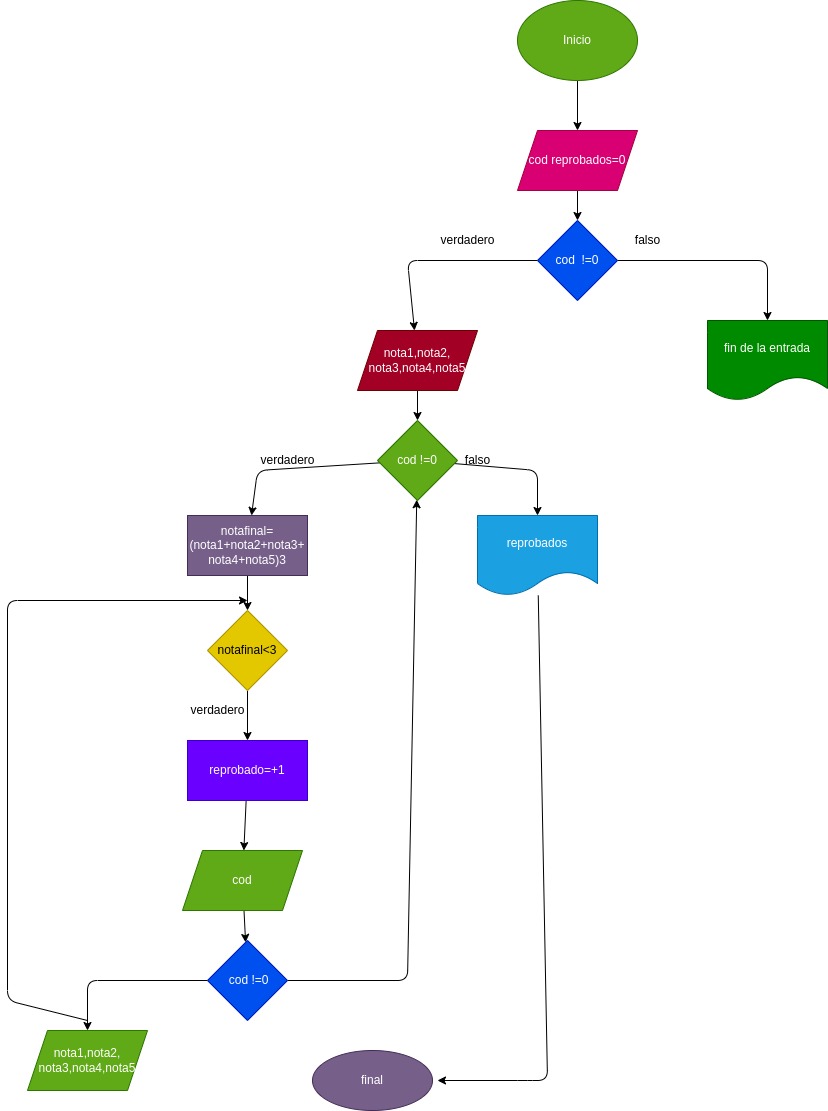 Inicio
cod reprobados=0
verdadero
falso
cod !=0
fin de la entrada
nota1,nota2,
nota3,nota4,nota5
verdadero
cod !=0
falso
notafinal=
(nota1+nota2+nota3+
nota4+nota5)3
reprobados
notafinal<3
verdadero
reprobado=+1
cod
cod !=0
nota1,nota2,
nota3,nota4,nota5
final